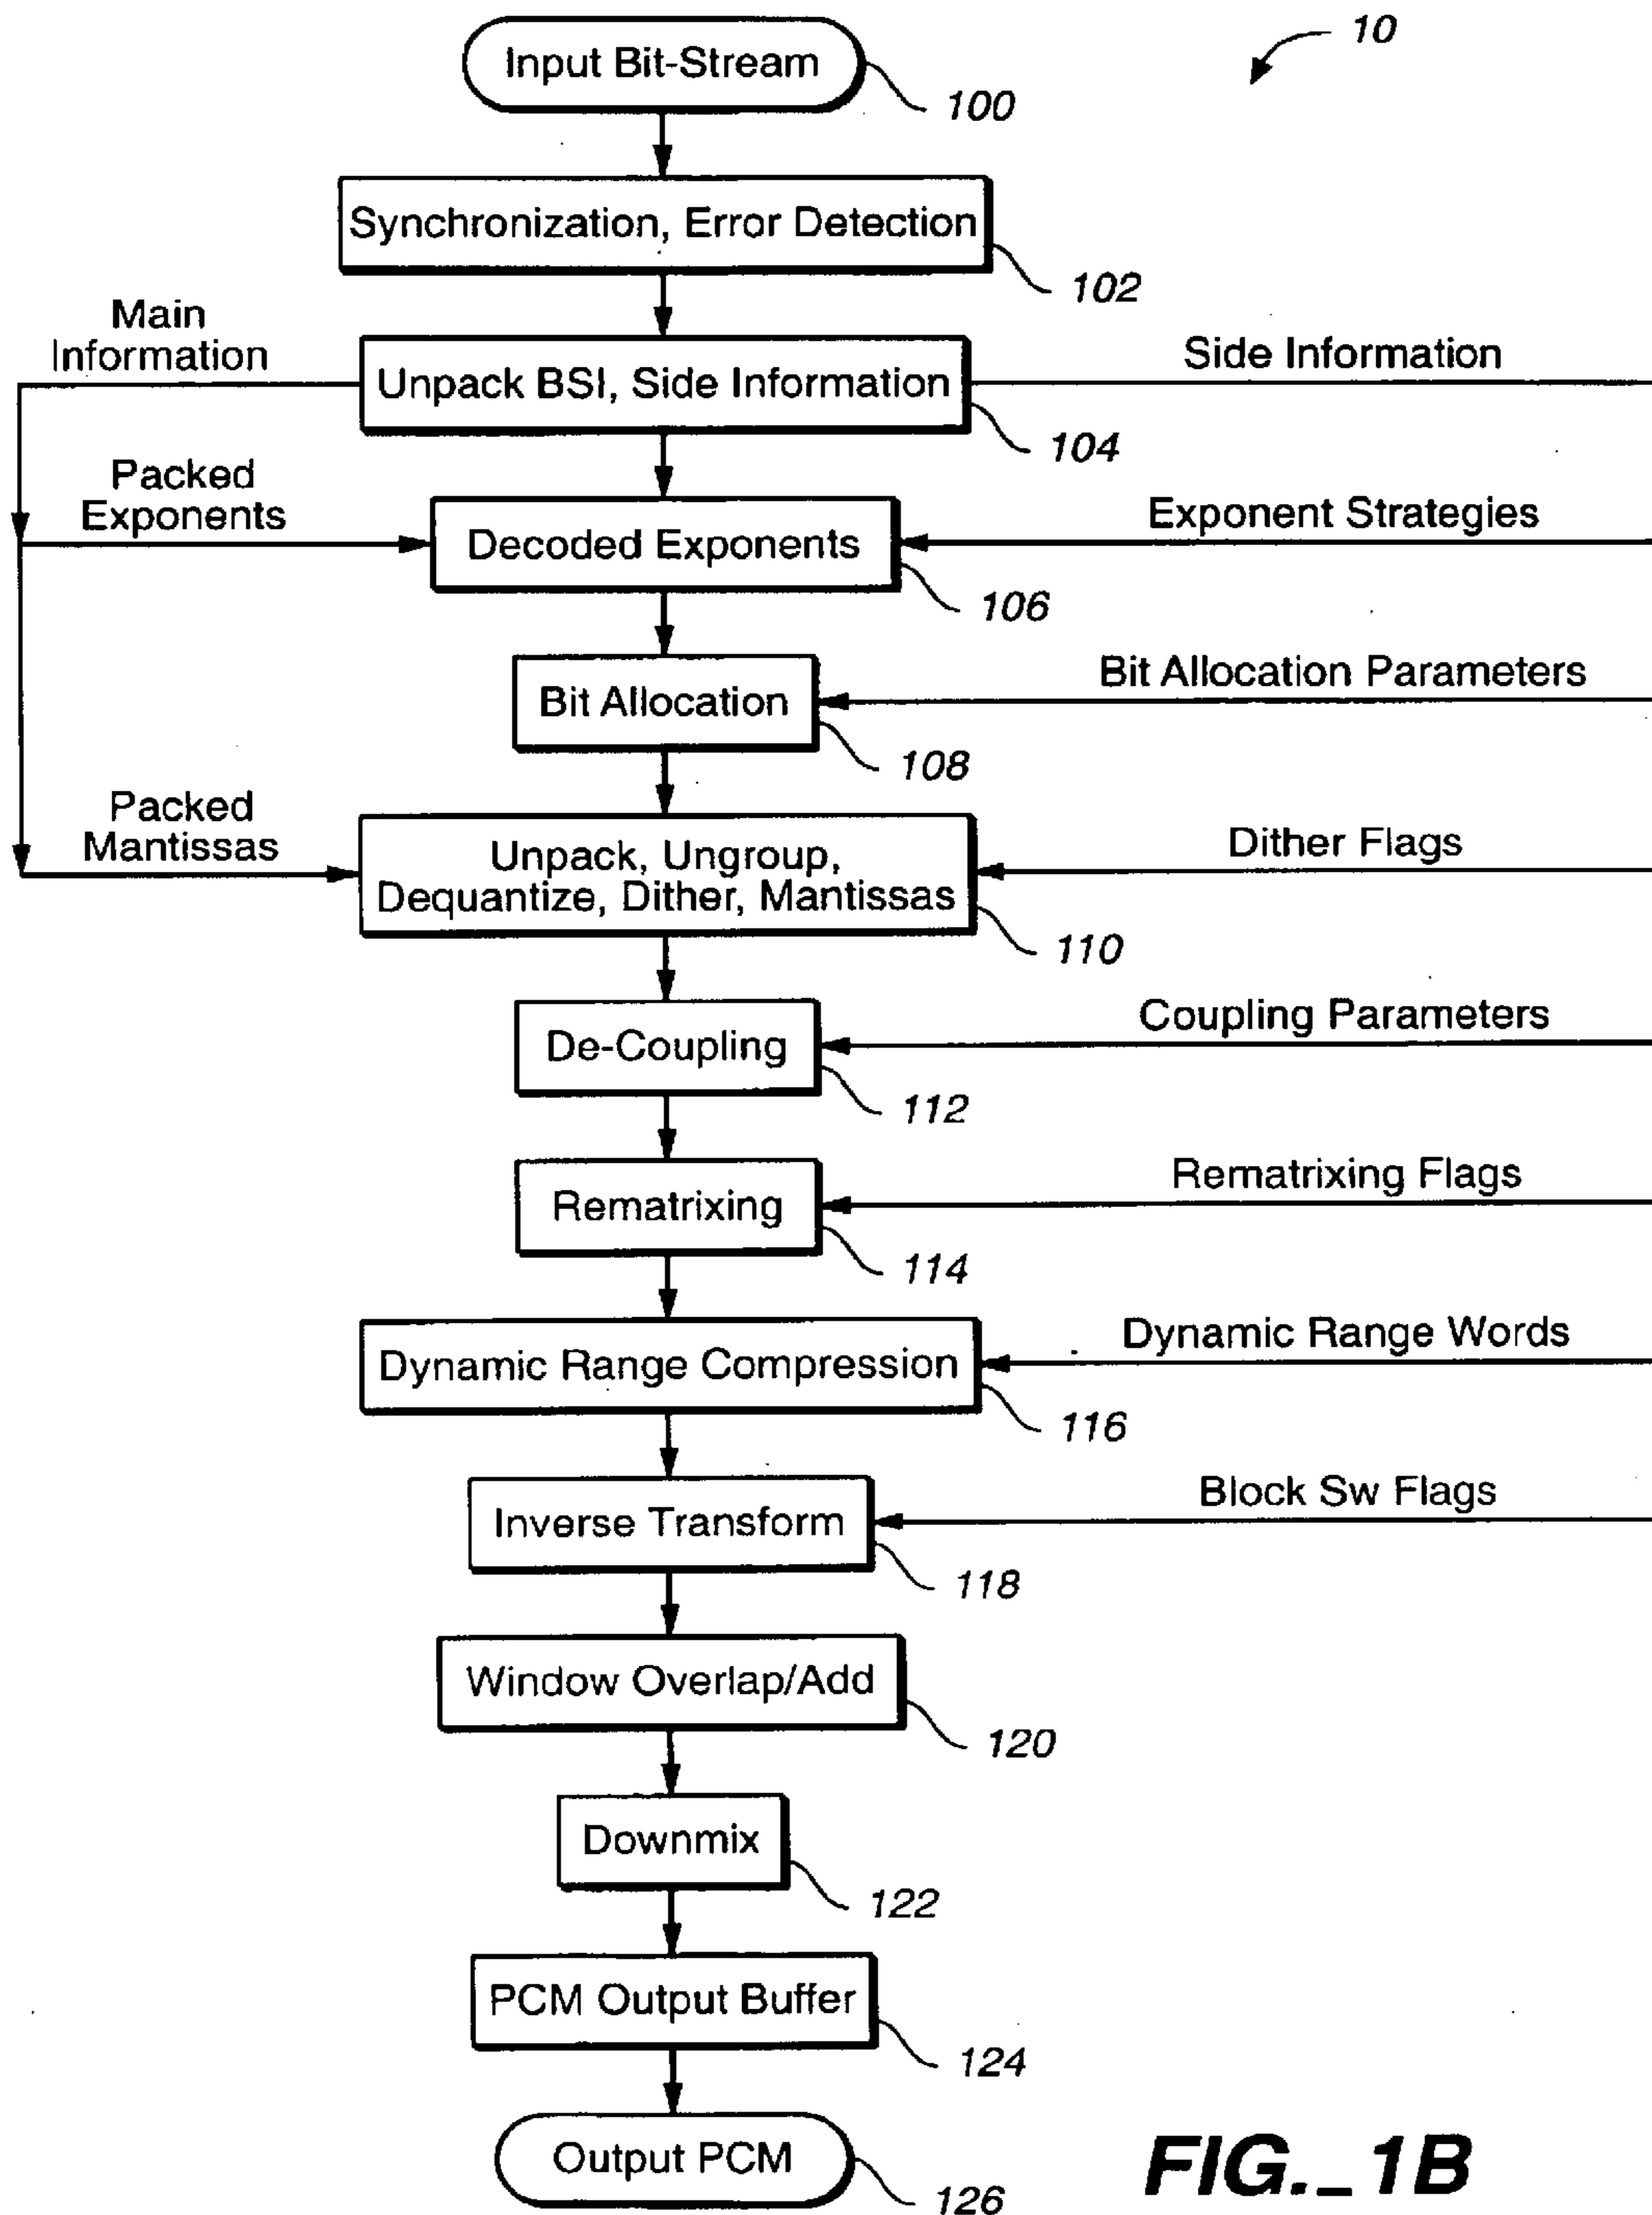 10
Input Bit-Stream
100
Synchronization, Error Detection
102
Main
Information
Unpack BSI, Side Information
Side Information
104
Packed
Exponents
Decoded Exponents
Exponent Strategies
106
Bit Allocation
Bit Allocation Parameters
108
Packed
Mantissas
Unpack, Ungroup,
Dequantize, Dither, Mantissas
Dither Flags
110
De-Coupling
Coupling Parameters
112
Rematrixing
Rematrixing Flags
114
Dynamic Range Compression
Dynamic Range Words
116
Inverse Transform
Block Sw Flags
118
Window Overlap/Add
120
Downmix
122
PCM Output Buffer
124
Output PCM
126
FIG._1B